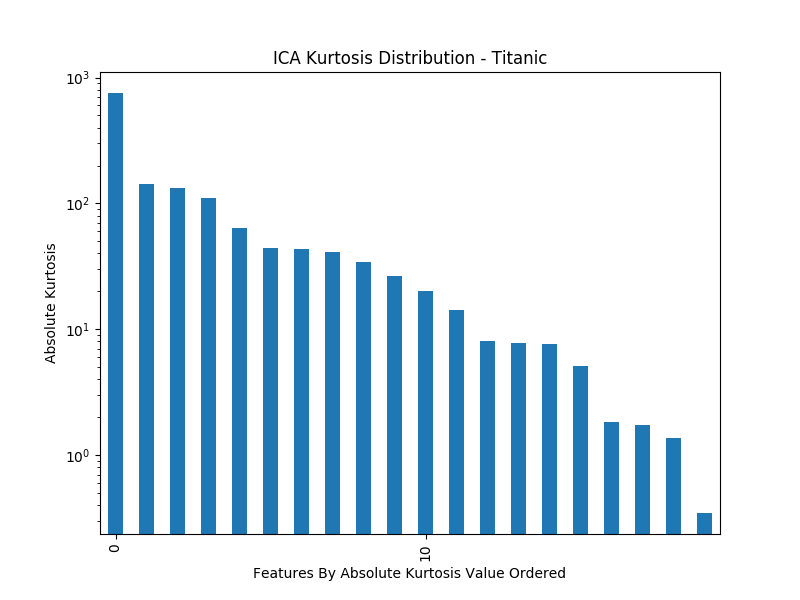 ICA Kurtosis Distribution - Titanic
10³
10²
10¹
10⁰
Absolute Kurtosis
0
10
Features By Absolute Kurtosis Value Ordered